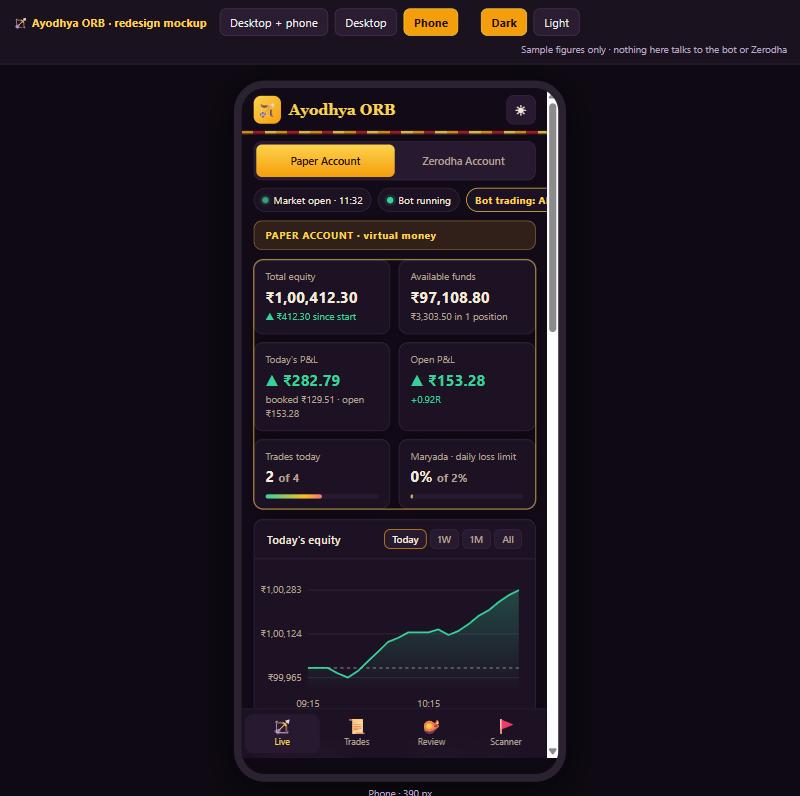 Ayodhya ORB · redesign mockup
Desktop + phone
Desktop
Phone
Dark
Light
Sample figures only · nothing here talks to the bot or Zerodha
Ayodhya ORB
Paper Account
Zerodha Account
Market open · 11:32
Bot running
Bot trading:
PAPER ACCOUNT · virtual money
Total equity
₹1,00,412.30
▲ ₹412.30 since start
Available funds
₹97,108.80
₹3,303.50 in 1 position
Today's P&L
▲ ₹282.79
booked ₹129.51 · open
₹153.28
Open P&L
▲ ₹153.28
+0.92R
Trades today
2 of 4
Maryada · daily loss limit
0% of 2%
Today's equity
Today
1W
1M
All
₹1,00,283
₹1,00,124
₹99,965
09:15
10:15
Live
Trades
Review
Scanner
Phone · 390 px